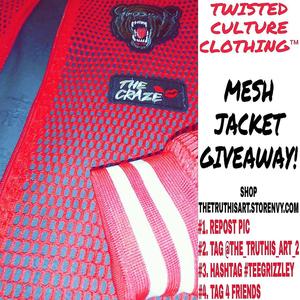 TWISTED
CULTURE
CLOTHING™
THE
CRAZE
MESH
JACKET
GIVEAWAY!
SHOP
THETRUTHISART.STORENVY.COM
#1. REPOST PIC
#2. TAG @THE_TRUTHIS_ART_2
#3. HASHTAG #TEEGRIZZLEY
#4. TAG 4 FRIENDS